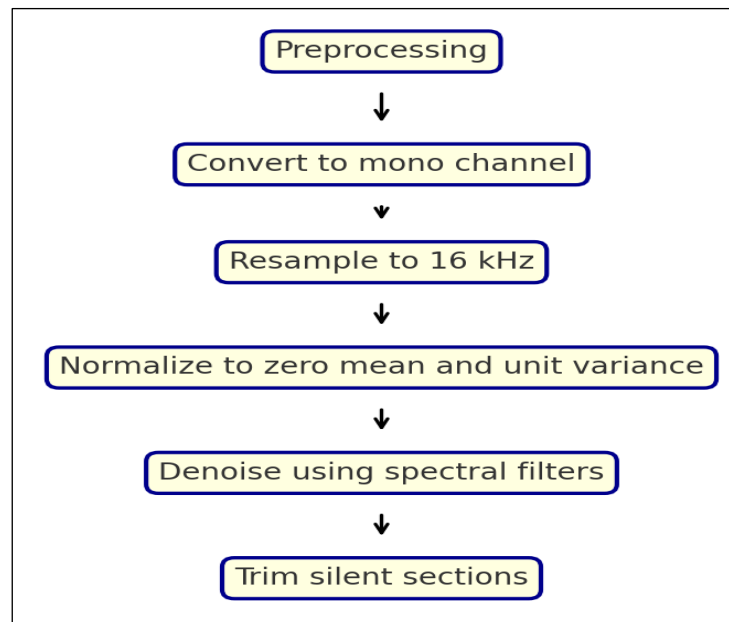 Preprocessing
Convert to mono channel
Resample to 16 kHz
Normalize to zero mean and unit variance
Denoise using spectral filters
Trim silent sections